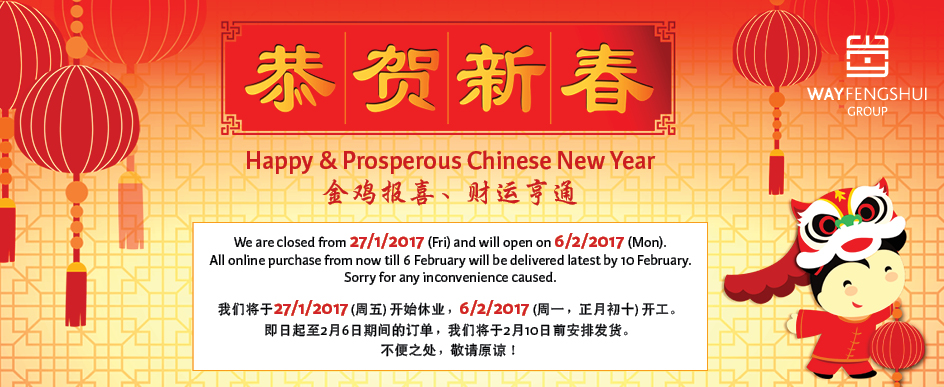 恭贺新春
WAYFENGSHUI
GROUP
Happy & Prosperous Chinese New Year
金鸡报喜、财运亨通
We are closed from 27/1/2017 (Fri) and will open on 6/2/2017 (Mon).
All online purchase from now till 6 February will be delivered latest by 10 February.
Sorry for any inconvenience caused.
我们将于27/1/2017 (周五) 开始休业，6/2/2017 (周一，正月初十) 开工。
即日起至2月6日期间的订单，我们将于2月10日前安排发货。
不便之处，敬请原谅！